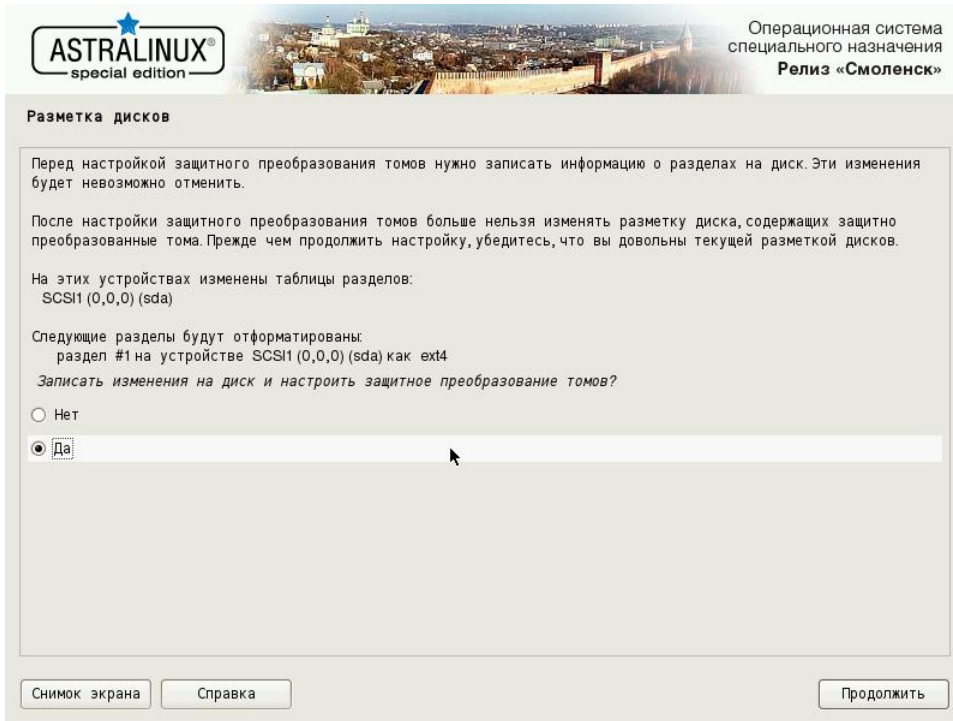 ASTRALINUX®
special edition
Операционная система
специального назначения
Релиз «Смоленск»
Разметка дисков
Перед настройкой защитного преобразования томов нужно записать информацию о разделах на диск. Эти изменения
будет невозможно отменить.
После настройки защитного преобразования томов больше нельзя изменять разметку диска, содержащих защитно
преобразованные тома. Прежде чем продолжить настройку, убедитесь, что вы довольны текущей разметкой дисков.
На этих устройствах изменены таблицы разделов:
SCSI1 (0,0,0) (sda)
Следующие разделы будут отформатированы:
раздел #1 на устройстве SCSI1 (0,0,0) (sda) как ext4
Записать изменения на диск и настроить защитное преобразование томов?
Нет
Да
Снимок экрана
Справка
Продолжить